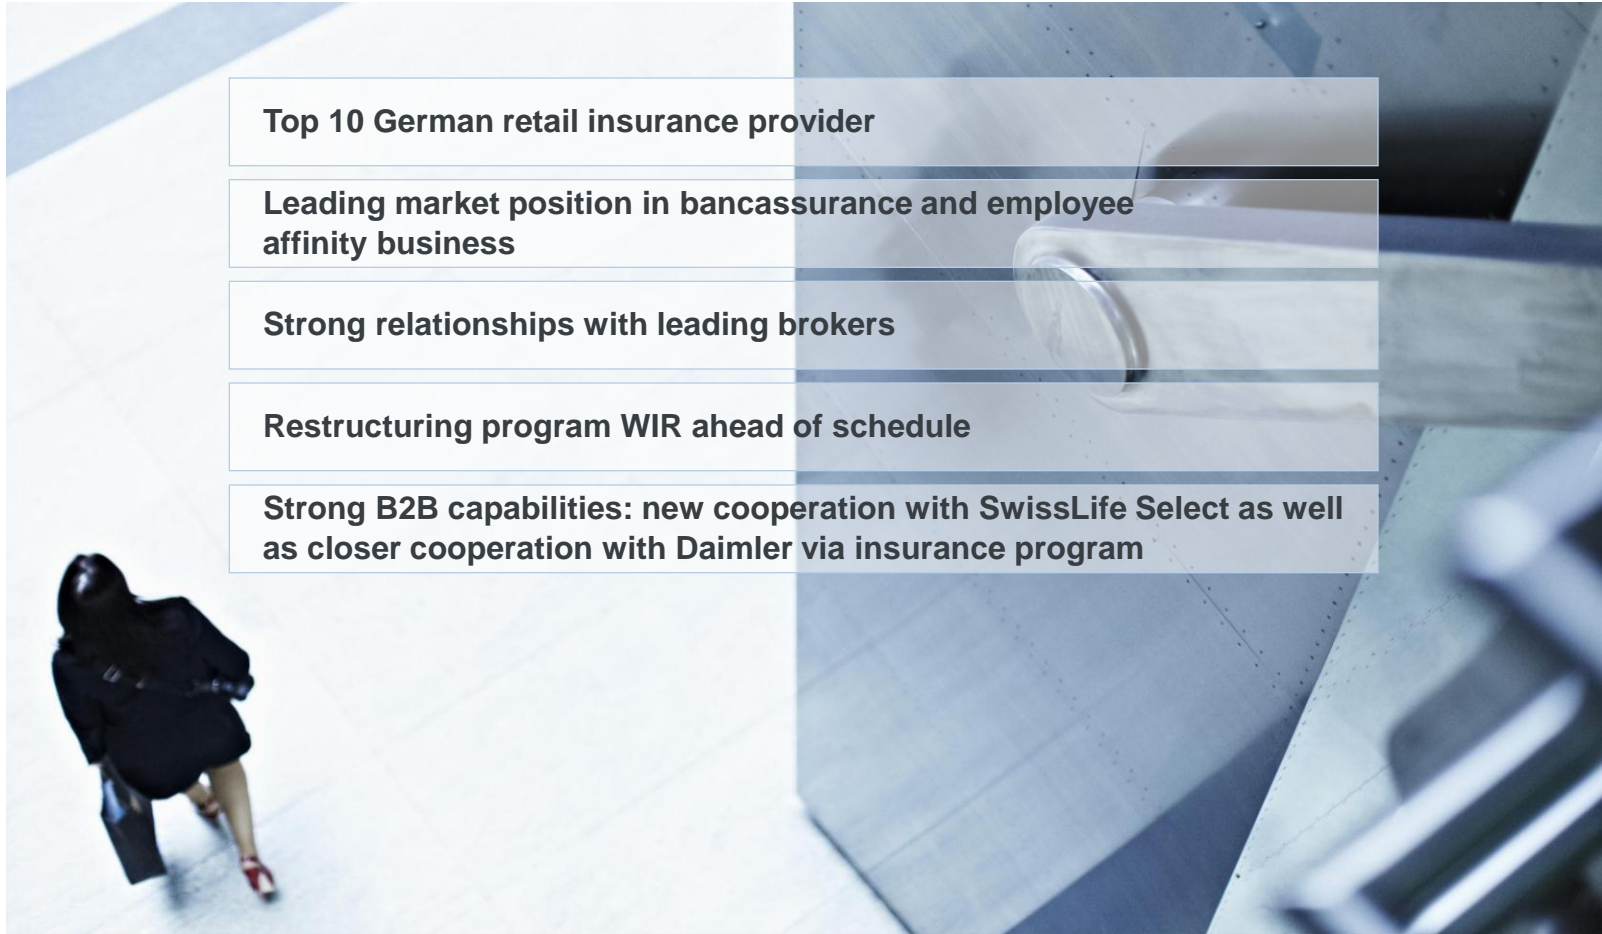 Top 10 German retail insurance provider
Leading market position in bancassurance and employee
affinity business
Strong relationships with leading brokers
Restructuring program WIR ahead of schedule
Strong B2B capabilities: new cooperation with SwissLife Select as well
as closer cooperation with Daimler via insurance program